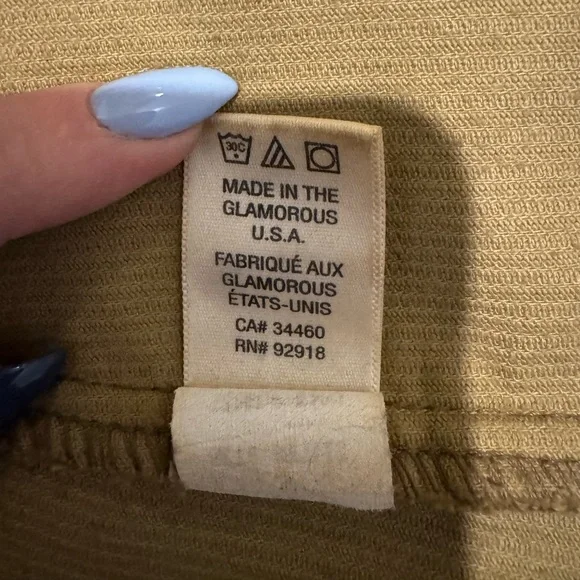 30C
MADE IN THE
GLAMOROUS
U.S.A.
FABRIQUÉ AUX
GLAMOROUS
ÉTATS-UNIS
CA# 34460
RN# 92918